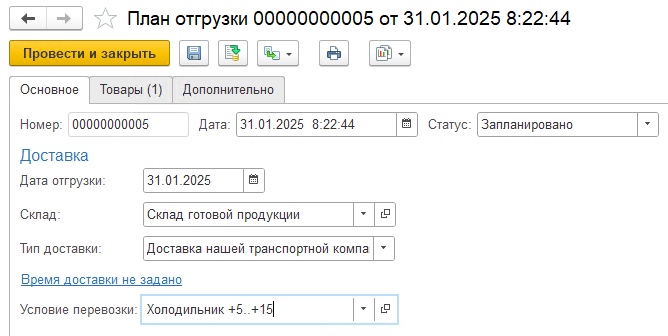 План отгрузки 00000000005 от 31.01.2025 8:22:44
Провести и закрыть
Основное Товары (1) Дополнительно
Номер: 00000000005 Дата: 31.01.2025 8:22:44 Статус: Запланировано
Доставка
Дата отгрузки: 31.01.2025
Склад: Склад готовой продукции
Тип доставки: Доставка нашей транспортной компа
Время доставки не задано
Условие перевозки: Холодильник +5..+15